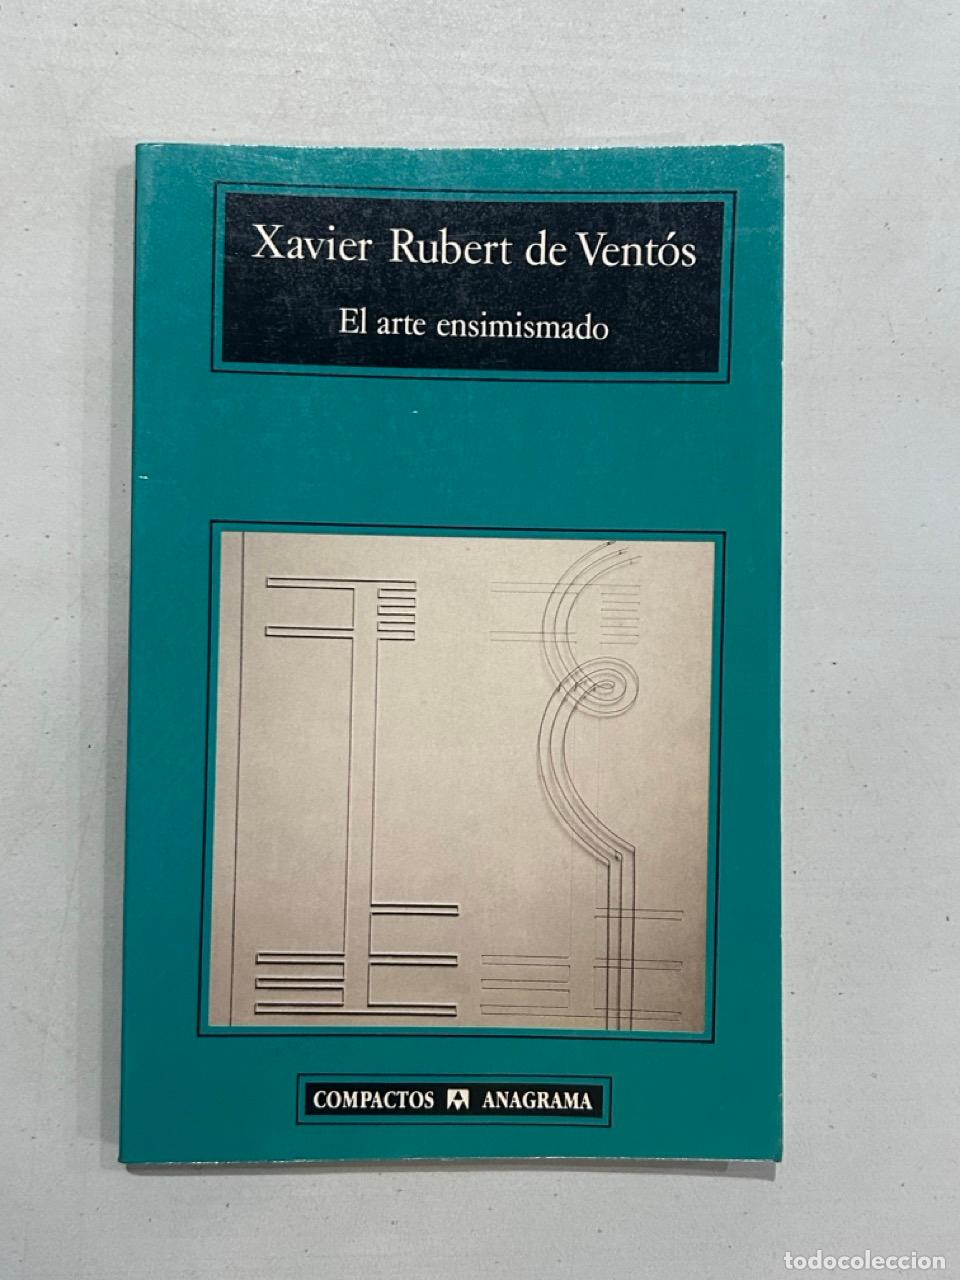 Xavier Rubert de Ventós
El arte ensimismado
COMPACTOS ANAGRAMA
todocoleccion